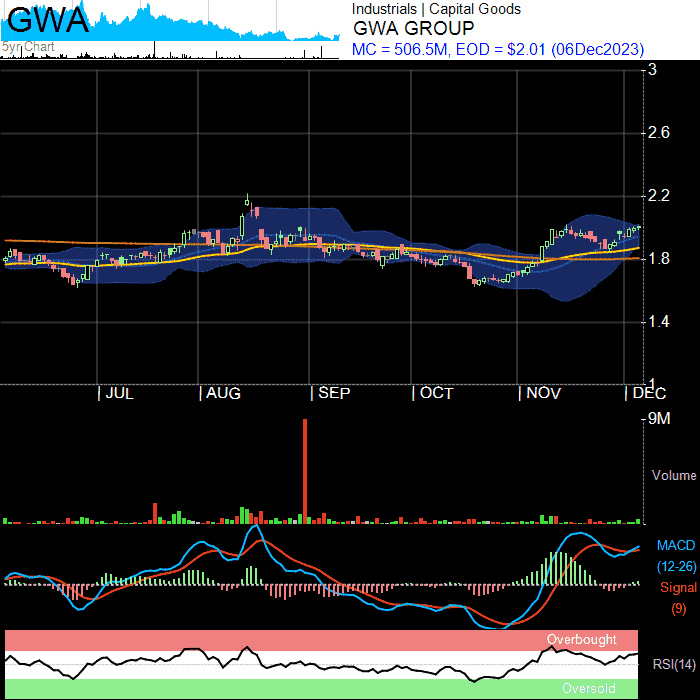 GWA
5yr Chart
Industrials | Capital Goods
GWA GROUP
MC = 506.5M, EOD = $2.01 (06Dec2023)
3
2.6
2.2
1.8
1.4
1
| JUL | AUG | SEP | OCT | NOV | DEC
9M
Volume
MACD
(12-26)
Signal
(9)
Overbought
RSI(14)
Oversold